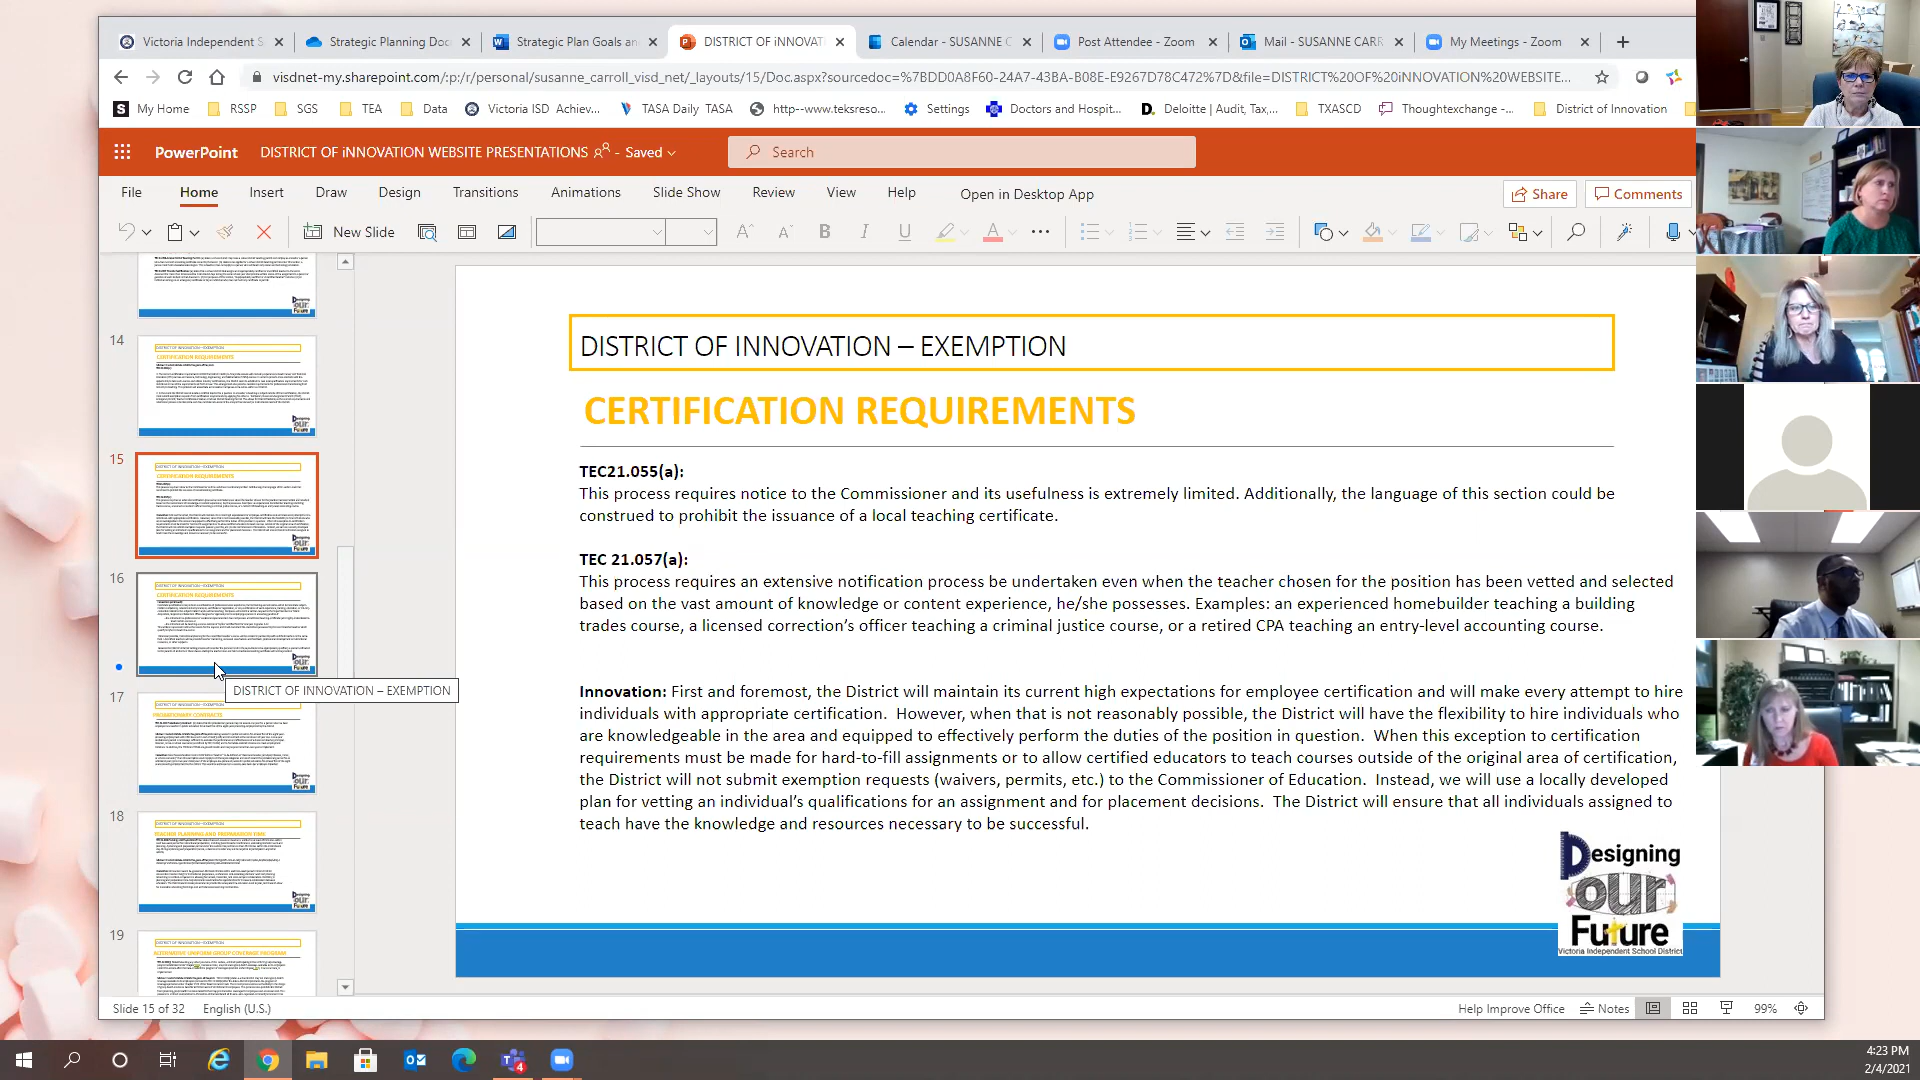 Victoria Independent S
Strategic Planning Doc
Strategic Plan Goals an
DISTRICT OF iNNOVAT
Calendar - SUSANNE C
Post Attendee - Zoom
Mail - SUSANNE CARR
My Meetings - Zoom
visdnet-my.sharepoint.com/:p:/r/personal/susanne_carroll_visd_net/_layouts/15/Doc.aspx?sourcedoc=%7BDD0A8F60-24A7-43BA-B08E-E9267D78C472%7D&file=DISTRICT%20OF%20iNNOVATION%20WEBSITE...
My Home
RSSP
SGS
TEA
Data
Victoria ISD Achiev...
TASA Daily TASA
http--www.teksreso...
Settings
Doctors and Hospit...
Deloitte | Audit, Tax,...
TXASCD
Thoughtexchange -...
District of Innovation
PowerPoint
DISTRICT OF iNNOVATION WEBSITE PRESENTATIONS - Saved
Search
File
Home
Insert
Draw
Design
Transitions
Animations
Slide Show
Review
View
Help
Open in Desktop App
Share
Comments
New Slide
14
15
16
17
18
19
DISTRICT OF INNOVATION – EXEMPTION
DISTRICT OF INNOVATION – EXEMPTION
CERTIFICATION REQUIREMENTS
TEC21.055(a):
This process requires notice to the Commissioner and its usefulness is extremely limited. Additionally, the language of this section could be
construed to prohibit the issuance of a local teaching certificate.
TEC 21.057(a):
This process requires an extensive notification process be undertaken even when the teacher chosen for the position has been vetted and selected
based on the vast amount of knowledge or content experience, he/she possesses. Examples: an experienced homebuilder teaching a building
trades course, a licensed correction's officer teaching a criminal justice course, or a retired CPA teaching an entry-level accounting course.
Innovation: First and foremost, the District will maintain its current high expectations for employee certification and will make every attempt to hire
individuals with appropriate certification. However, when that is not reasonably possible, the District will have the flexibility to hire individuals who
are knowledgeable in the area and equipped to effectively perform the duties of the position in question. When this exception to certification
requirements must be made for hard-to-fill assignments or to allow certified educators to teach courses outside of the original area of certification,
the District will not submit exemption requests (waivers, permits, etc.) to the Commissioner of Education. Instead, we will use a locally developed
plan for vetting an individual's qualifications for an assignment and for placement decisions. The District will ensure that all individuals assigned to
teach have the knowledge and resources necessary to be successful.
Designing
our
Future
Victoria Independent School District
Slide 15 of 32
English (U.S.)
Help Improve Office
Notes
99%
4:23 PM
2/4/2021